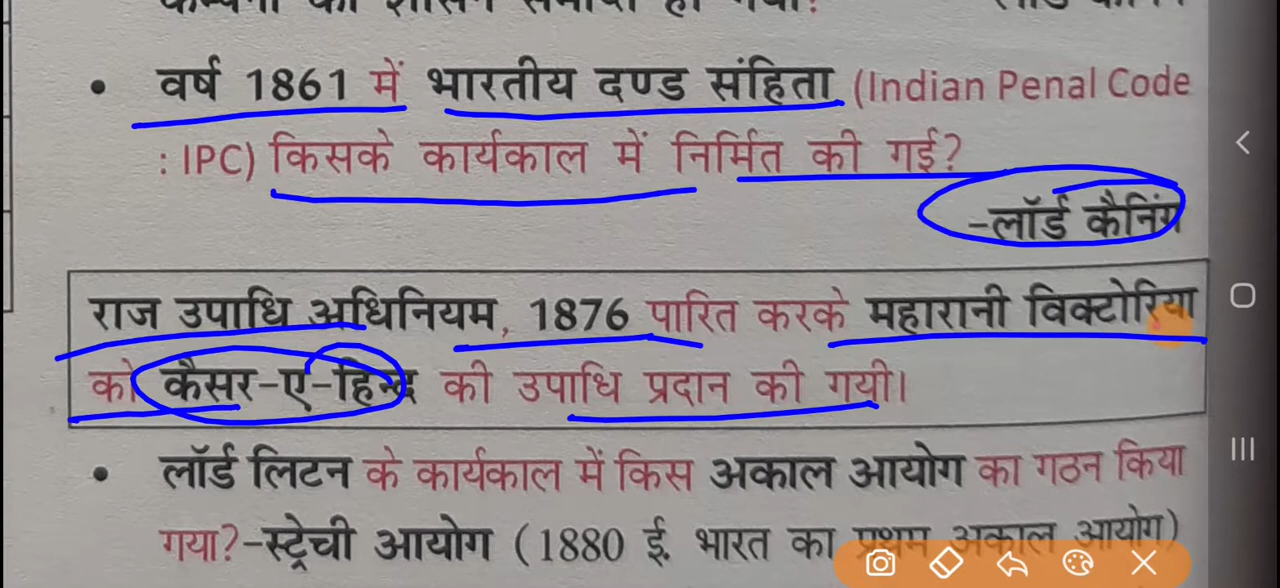 • वर्ष 1861 में भारतीय दण्ड संहिता (Indian Penal Code
: IPC) किसके कार्यकाल में निर्मित की गई?
-लॉर्ड कैनिंग
राज उपाधि अधिनियम, 1876 पारित करके महारानी विक्टोरिया
को कैसर-ए-हिन्द की उपाधि प्रदान की गयी।
• लॉर्ड लिटन के कार्यकाल में किस अकाल आयोग का गठन किया
गया?-स्ट्रेची आयोग (1880 ई. भारत का प्रथम अकाल आयोग)